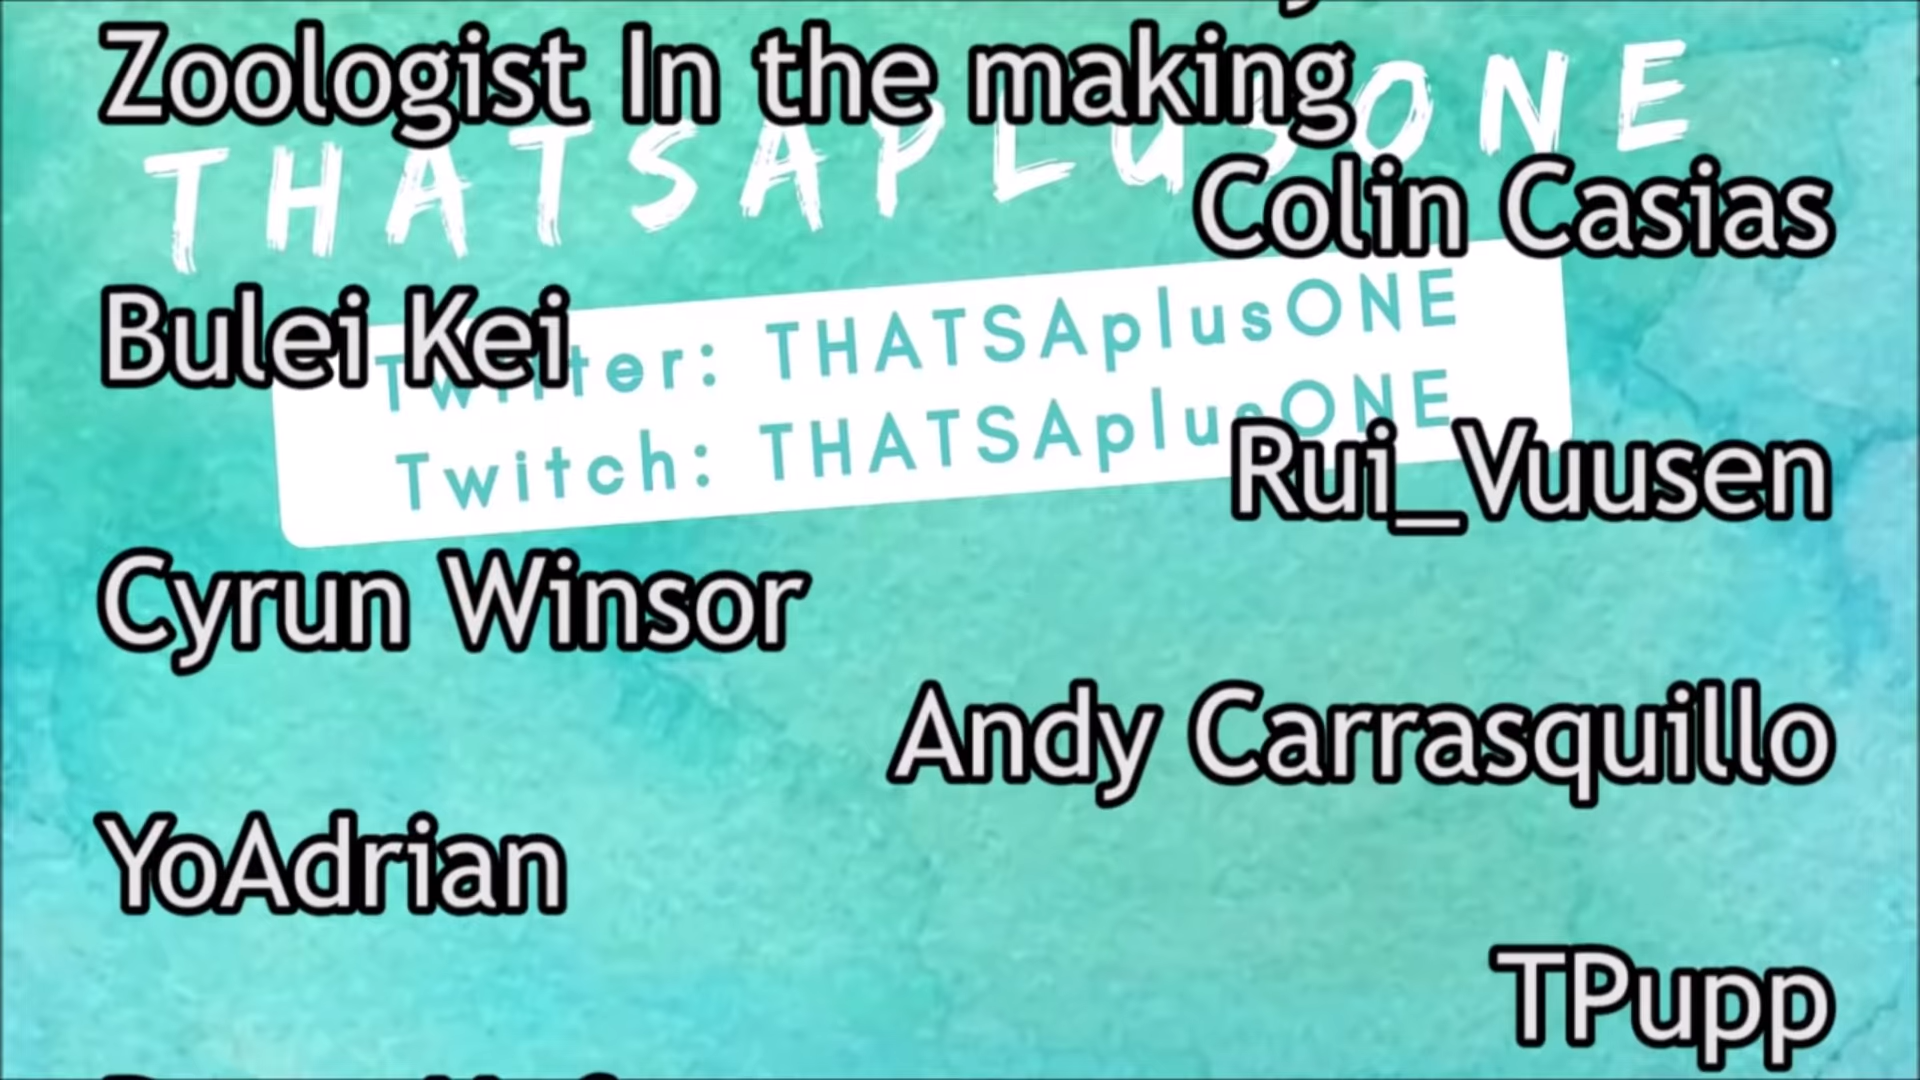 Zoologist In the making
THATSAPLUSONE
Colin Casias
Bulei Kei
Twitter: THATSAplusONE
Twitch: THATSAplusONE
Rui_Vuusen
Cyrun Winsor
Andy Carrasquillo
YoAdrian
TPupp